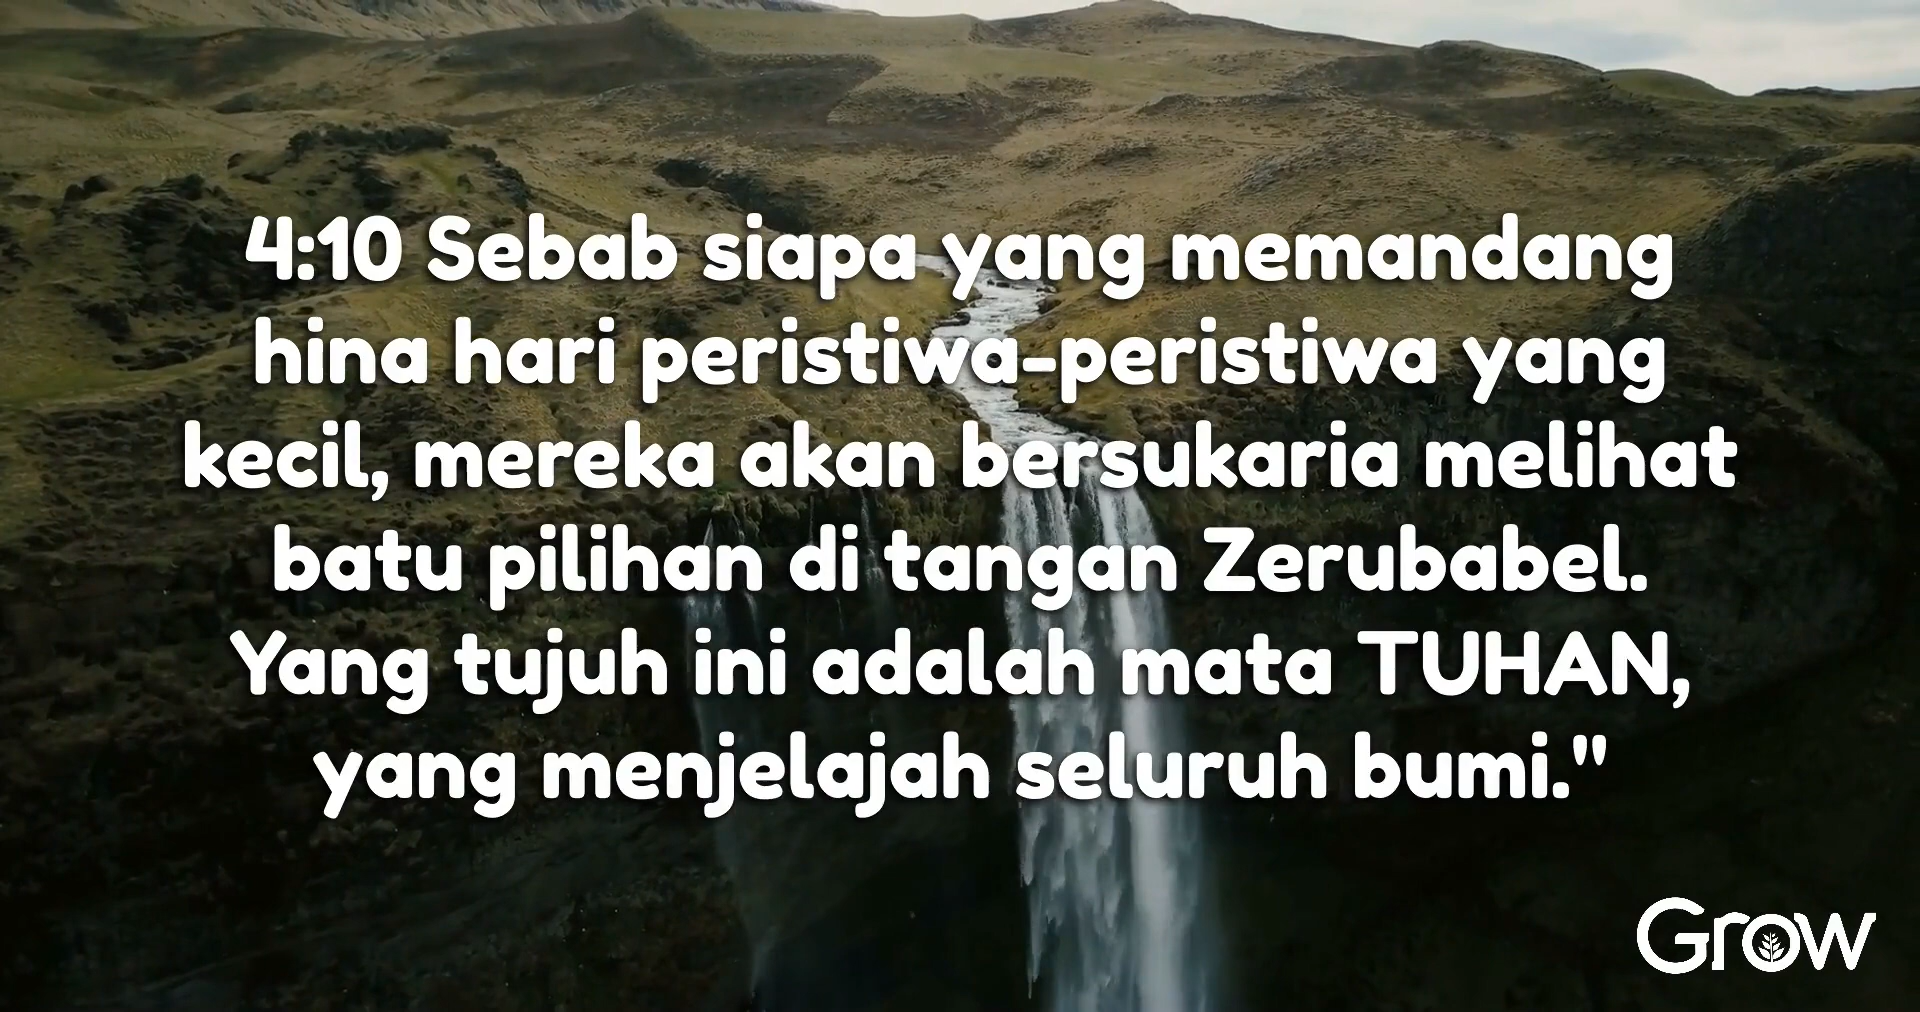 4:10 Sebab siapa yang memandang
hina hari peristiwa-peristiwa yang
kecil, mereka akan bersukaria melihat
batu pilihan di tangan Zerubabel.
Yang tujuh ini adalah mata TUHAN,
yang menjelajah seluruh bumi."
Grow